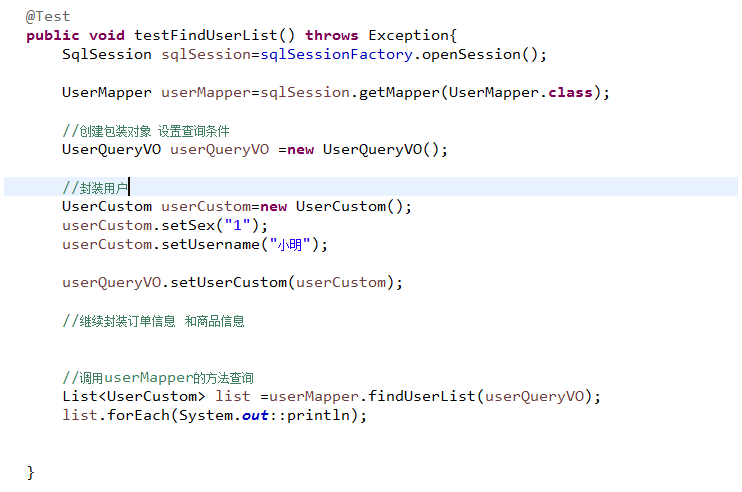 @Test
public void testFindUserList() throws Exception{
SqlSession sqlSession=sqlSessionFactory.openSession();
UserMapper userMapper=sqlSession.getMapper(UserMapper.class);
//创建包装对象 设置查询条件
UserQueryVO userQueryVO =new UserQueryVO();
//封装用户
UserCustom userCustom=new UserCustom();
userCustom.setSex("1");
userCustom.setUsername("小明");
userQueryVO.setUserCustom(userCustom);
//继续封装订单信息 和商品信息
//调用userMapper的方法查询
List<UserCustom> list =userMapper.findUserList(userQueryVO);
list.forEach(System.out::println);
}